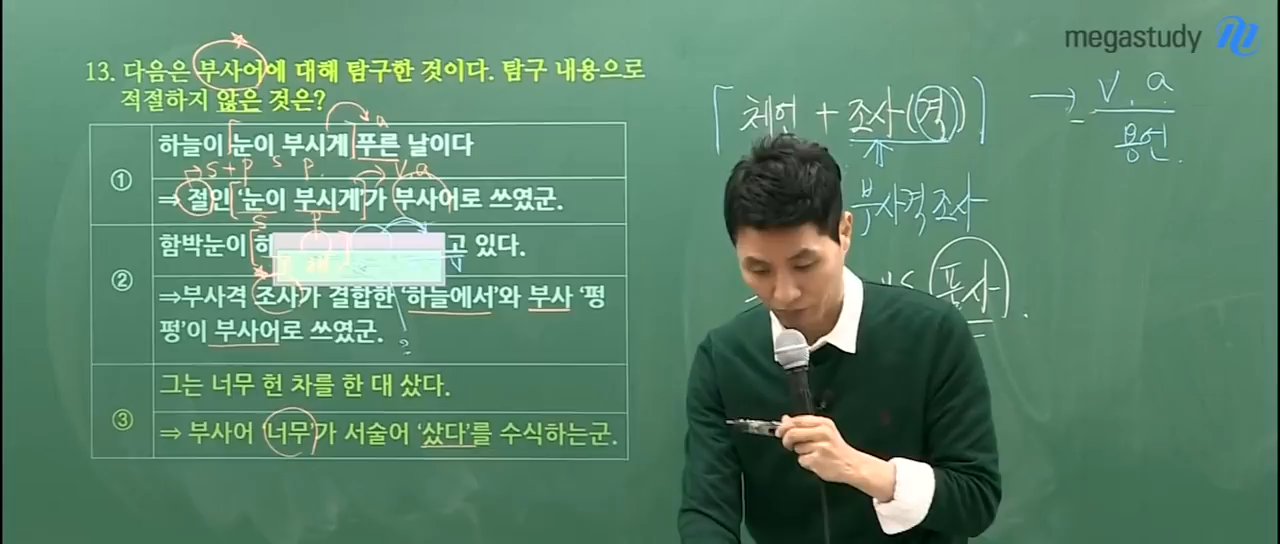 megastudy
13. 다음은 부사어에 대해 탐구한 것이다. 탐구 내용으로
적절하지 않은 것은?
①
하늘이 눈이 부시게 푸른 날이다
a
S + P S P. V, a
⇒ 절인 '눈이 부시게'가 부사어로 쓰였군.
②
S P
함박눈이 하 고 있다.
V
⇒부사격 조사가 결합한 '하늘에서'와 부사 '펑
펑'이 부사어로 쓰였군.
?
③
그는 너무 헌 차를 한 대 샀다.
⇒ 부사어 '너무'가 서술어 '샀다'를 수식하는군.
[체언 + 조사(격)] → V, a
용언.
부사격조사
vs 품사.